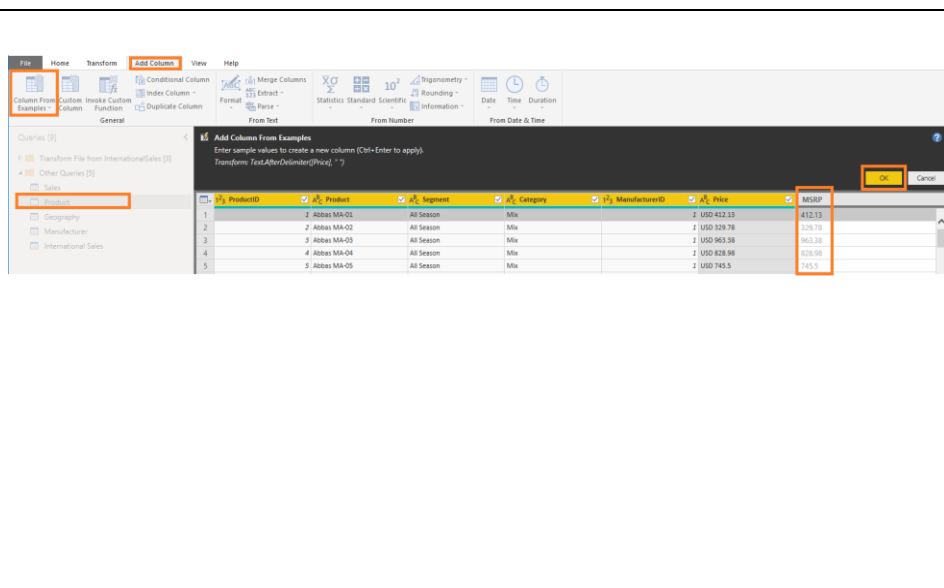 File Home Transform Add Column View Help
Column From Examples Custom Column Invoke Custom Function
Conditional Column
Index Column
Duplicate Column
General
Format
Merge Columns
Extract
Parse
From Text
Statistics Standard Scientific
10²
Trigonometry
Rounding
Information
From Number
Date Time Duration
From Date & Time
Queries [9]
Transform File from InternationalSales [3]
Other Queries [5]
Sales
Product
Geography
Manufacturer
International Sales
Add Column From Examples
Enter sample values to create a new column (Ctrl+Enter to apply).
Transform: Text.AfterDelimiter([Price], " ")
OK Cancel
ProductID Product Segment Category ManufacturerID Price MSRP
1 1 Abbas MA-01 All Season Mix 1 USD 412.13 412.13
2 2 Abbas MA-02 All Season Mix 1 USD 329.78 329.78
3 3 Abbas MA-03 All Season Mix 1 USD 963.38 963.38
4 4 Abbas MA-04 All Season Mix 1 USD 828.98 828.98
5 5 Abbas MA-05 All Season Mix 1 USD 745.5 745.5